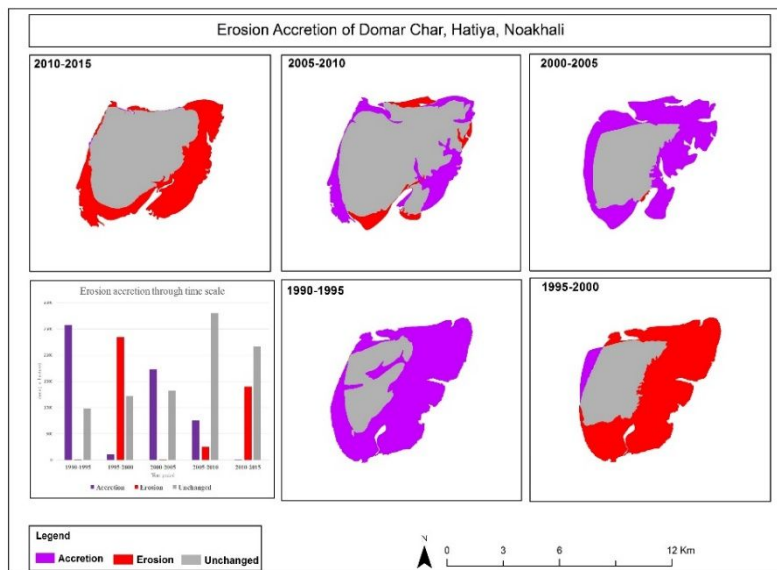 Erosion Accretion of Domar Char, Hatiya, Noakhali
2010-2015
2005-2010
2000-2005
Erosion accretion through time scale
1990-1995
1995-2000
2000-2005
2005-2010
2010-2015
Accretion
Erosion
Unchanged
1990-1995
1995-2000
Legend
Accretion
Erosion
Unchanged
N
0 3 6 12 Km